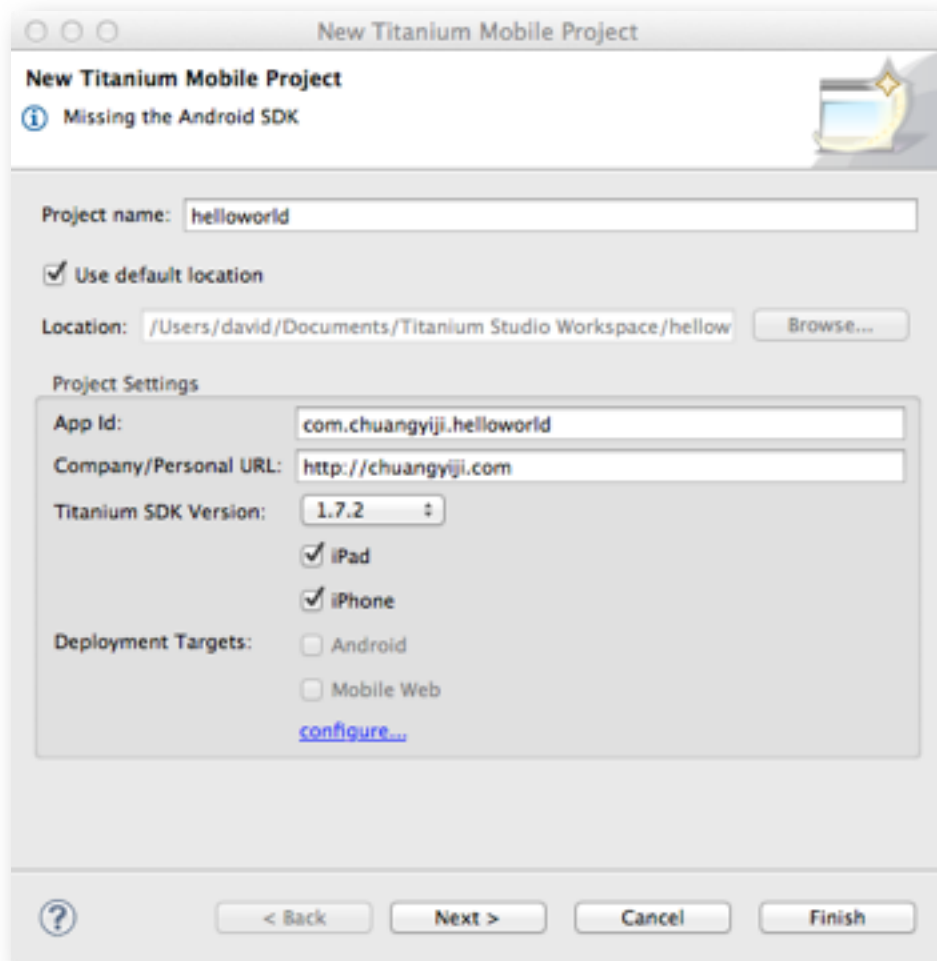 New Titanium Mobile Project
New Titanium Mobile Project
Missing the Android SDK
Project name: helloworld
Use default location
Location: /Users/david/Documents/Titanium Studio Workspace/hellow Browse...
Project Settings
App Id: com.chuangyiji.helloworld
Company/Personal URL: http://chuangyiji.com
Titanium SDK Version: 1.7.2
iPad
iPhone
Deployment Targets: Android
Mobile Web
configure...
? < Back Next > Cancel Finish